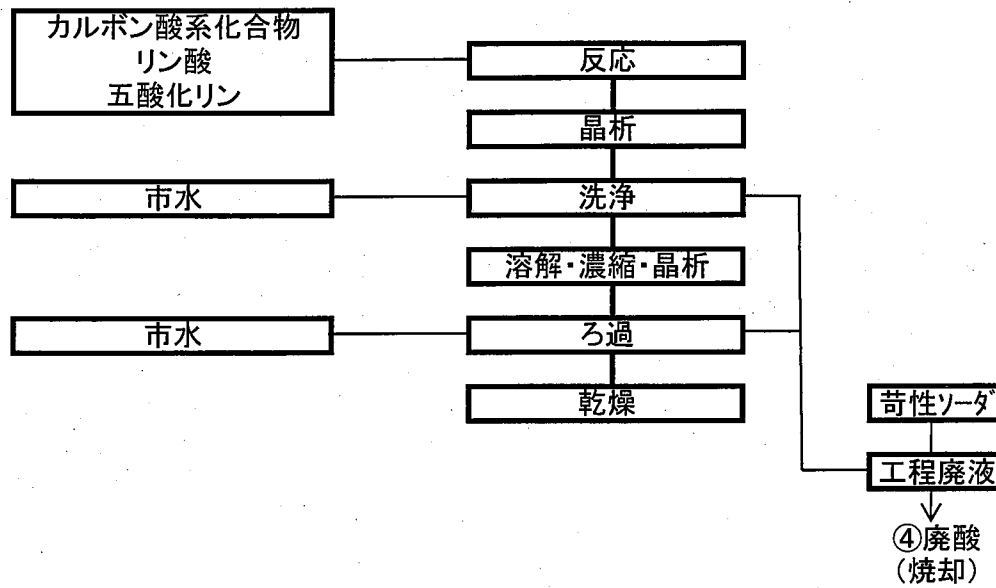 カルボン酸系化合物
リン酸
五酸化リン
反応
晶析
市水
洗浄
溶解・濃縮・晶析
市水
ろ過
乾燥
苛性ソーダ
工程廃液
④廃酸
(焼却)